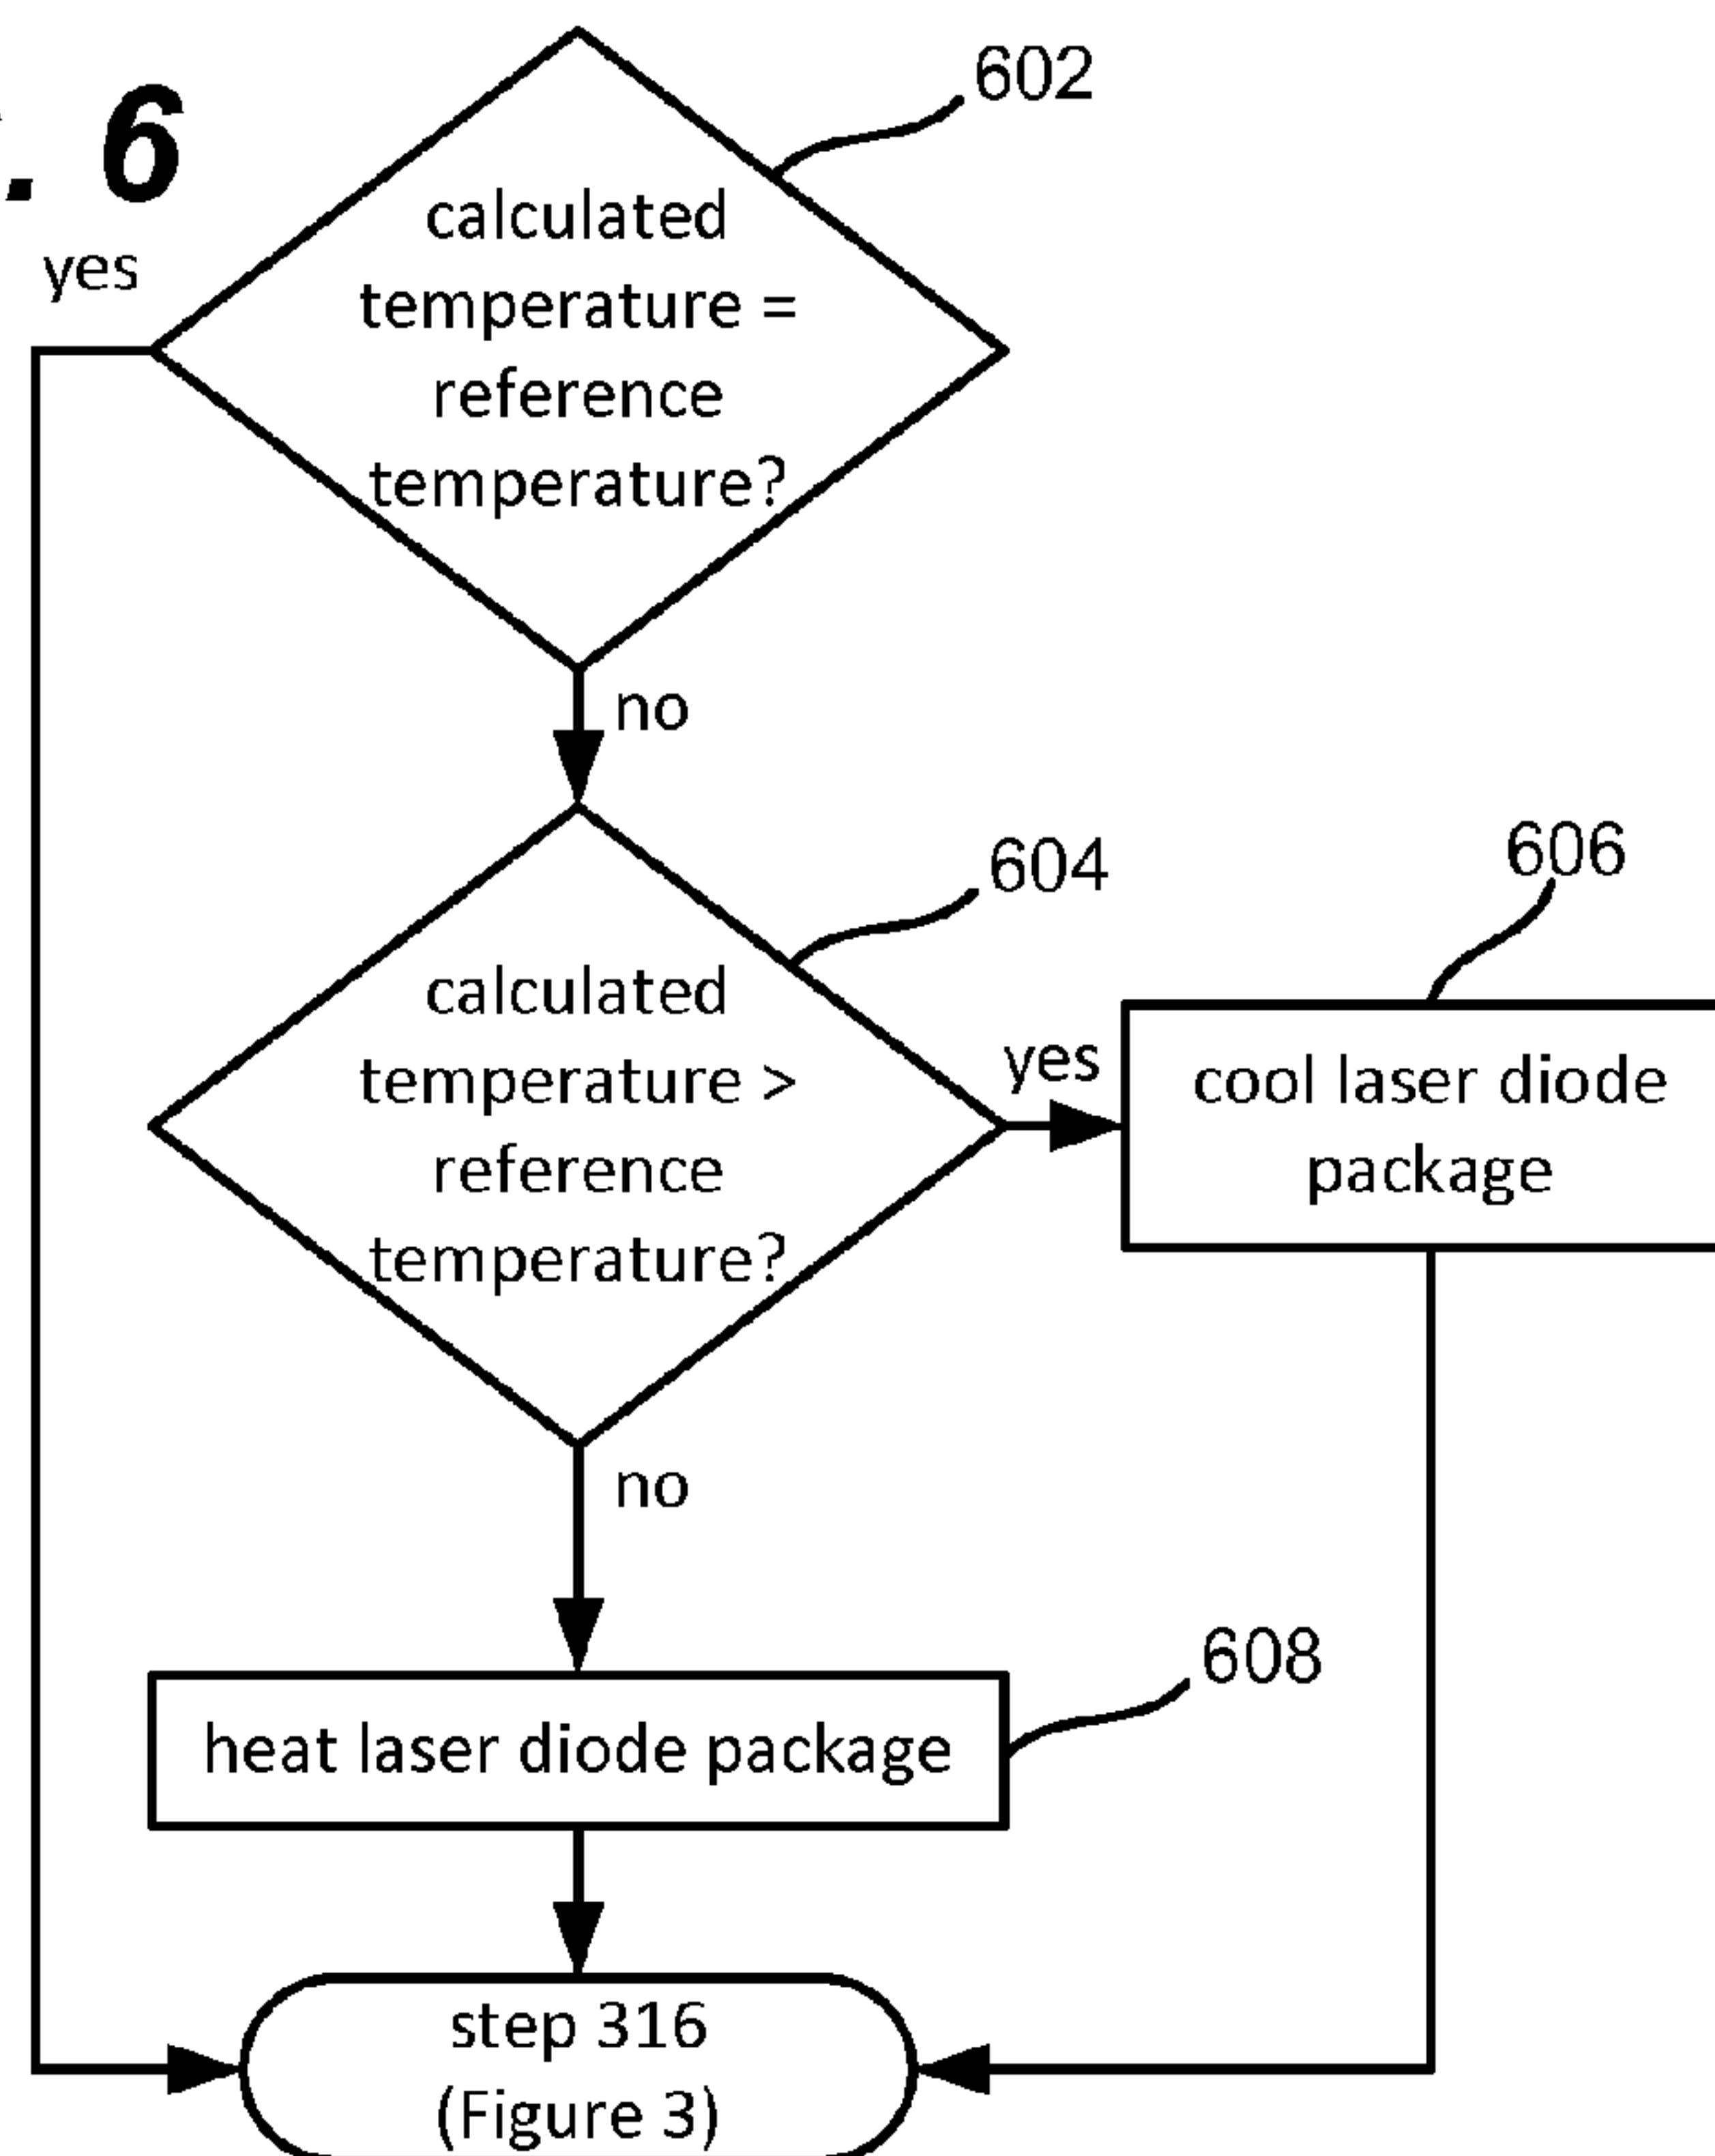 . 6
602
yes
calculated
temperature =
reference
temperature?
no
604
606
calculated
temperature >
reference
temperature?
yes
cool laser diode
package
no
608
heat laser diode package
step 316
(Figure 3)